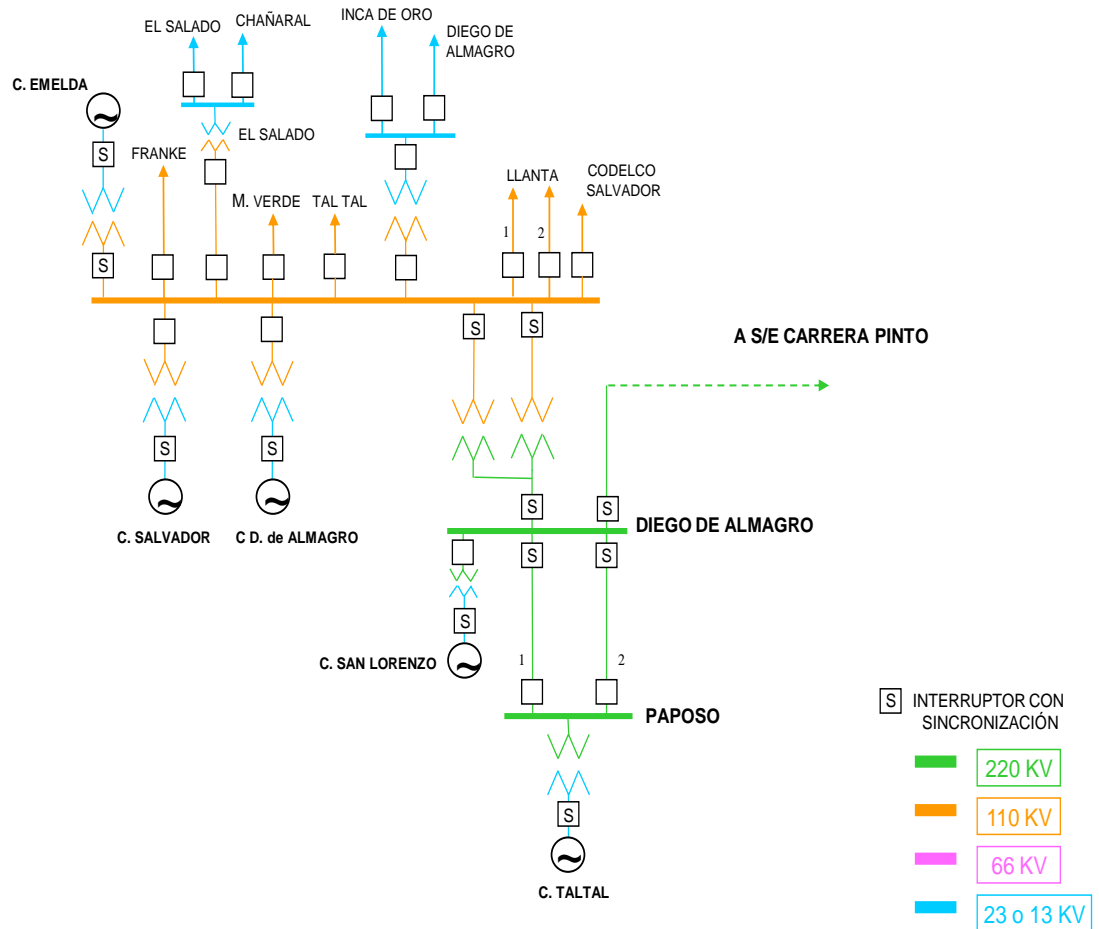 EL SALADO
CHAÑARAL
INCA DE ORO
DIEGO DE
ALMAGRO
C. EMELDA
S
EL SALADO
FRANKE
LLANTA
CODELCO
SALVADOR
M. VERDE
TAL TAL
1
2
S
S
S
A S/E CARRERA PINTO
S
S
C. SALVADOR
C D. de ALMAGRO
S
S
DIEGO DE ALMAGRO
S
S
S
C. SAN LORENZO
1
2
PAPOSO
S
C. TALTAL
S
INTERRUPTOR CON
SINCRONIZACIÓN
220 KV
110 KV
66 KV
23 o 13 KV